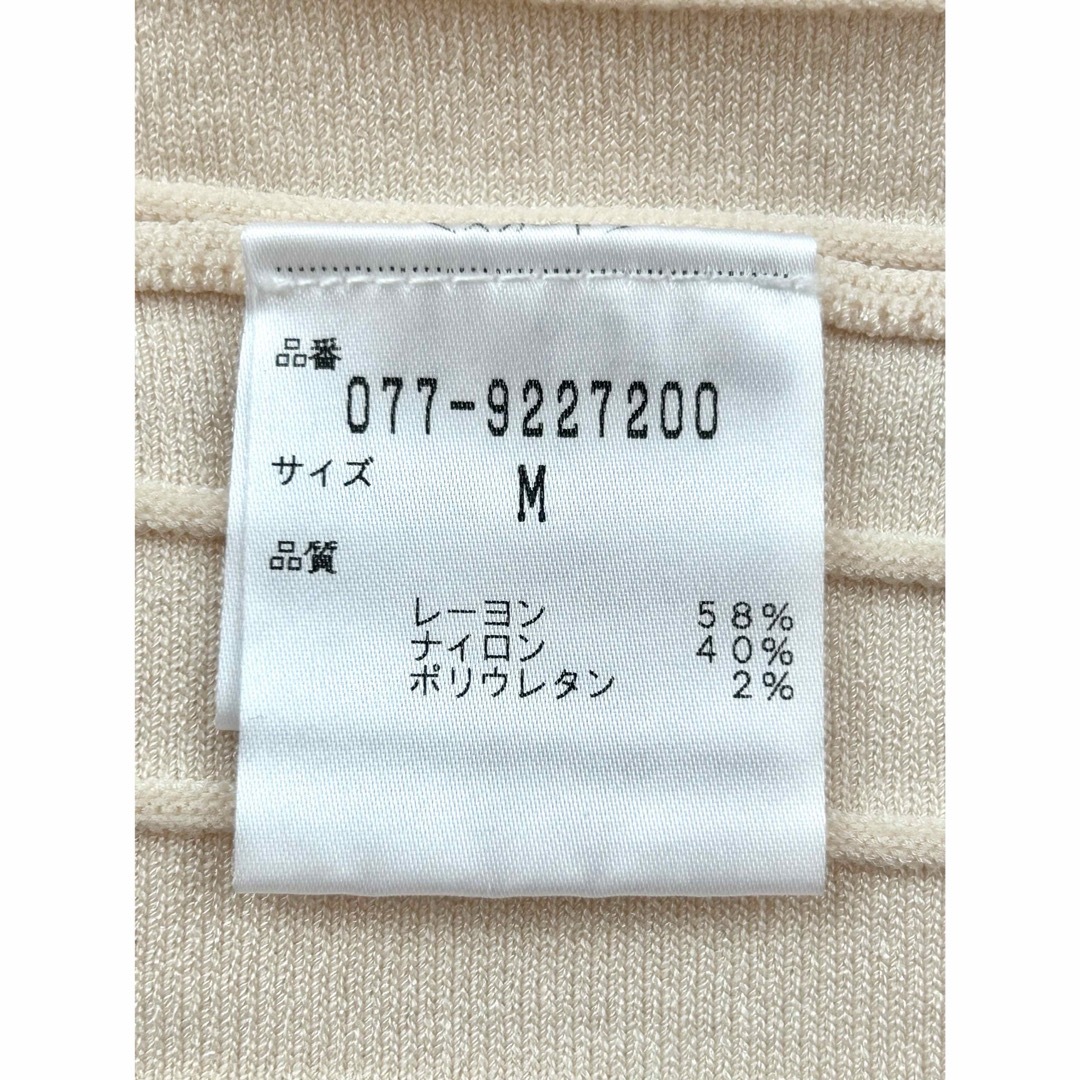 品番
077-9227200
サイズ M
品質
レーヨン 58%
ナイロン 40%
ポリウレタン 2%